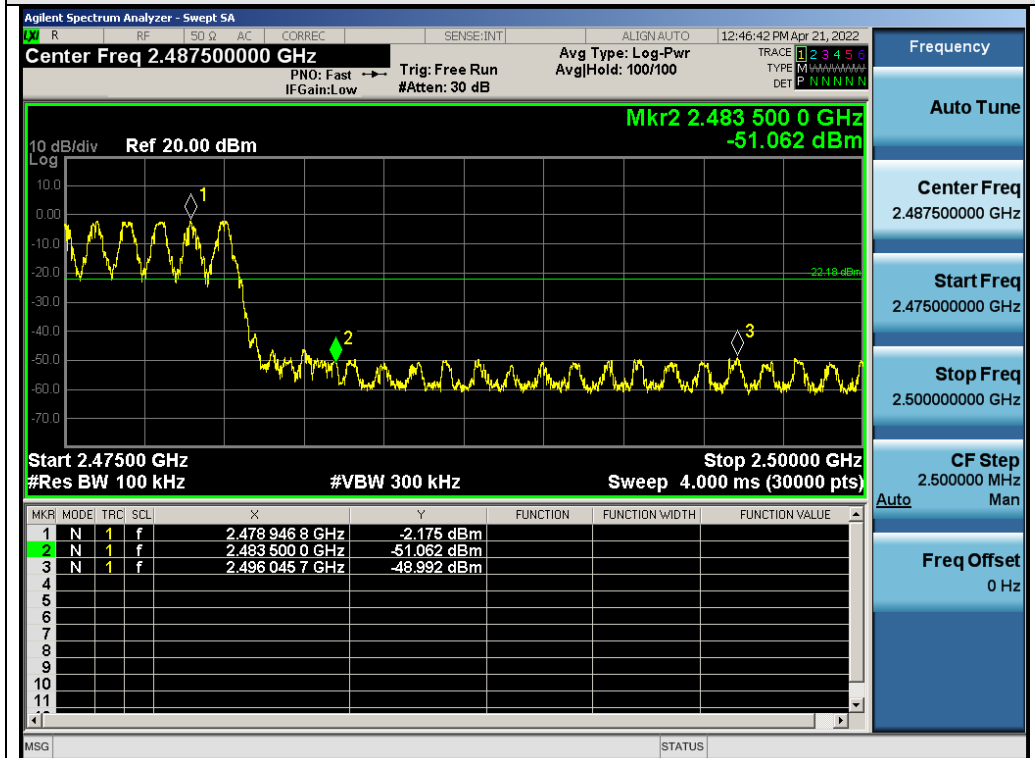 Agilent Spectrum Analyzer - Swept SA
LXI R RF 50 Ω AC CORREC SENSE:INT ALIGN AUTO 12:46:42 PM Apr 21, 2022
Center Freq 2.487500000 GHz
PNO: Fast
IFGain:Low
Trig: Free Run
#Atten: 30 dB
Avg Type: Log-Pwr
Avg|Hold: 100/100
TRACE 1 2 3 4 5 6
TYPE M WWWWW
DET P N N N N N
Mkr2 2.483 500 0 GHz
-51.062 dBm
10 dB/div Ref 20.00 dBm
Log
10.0
0.00
-10.0
-20.0
-30.0
-40.0
-50.0
-60.0
-70.0
1
2
3
-22.18 dBm
Start 2.47500 GHz Stop 2.50000 GHz
#Res BW 100 kHz #VBW 300 kHz Sweep 4.000 ms (30000 pts)
MKR MODE TRC SCL X Y FUNCTION FUNCTION WIDTH FUNCTION VALUE
1 N 1 f 2.478 946 8 GHz -2.175 dBm
2 N 1 f 2.483 500 0 GHz -51.062 dBm
3 N 1 f 2.496 045 7 GHz -48.992 dBm
4
5
6
7
8
9
10
11
MSG STATUS
Frequency
Auto Tune
Center Freq
2.487500000 GHz
Start Freq
2.475000000 GHz
Stop Freq
2.500000000 GHz
CF Step
2.500000 MHz
Auto Man
Freq Offset
0 Hz